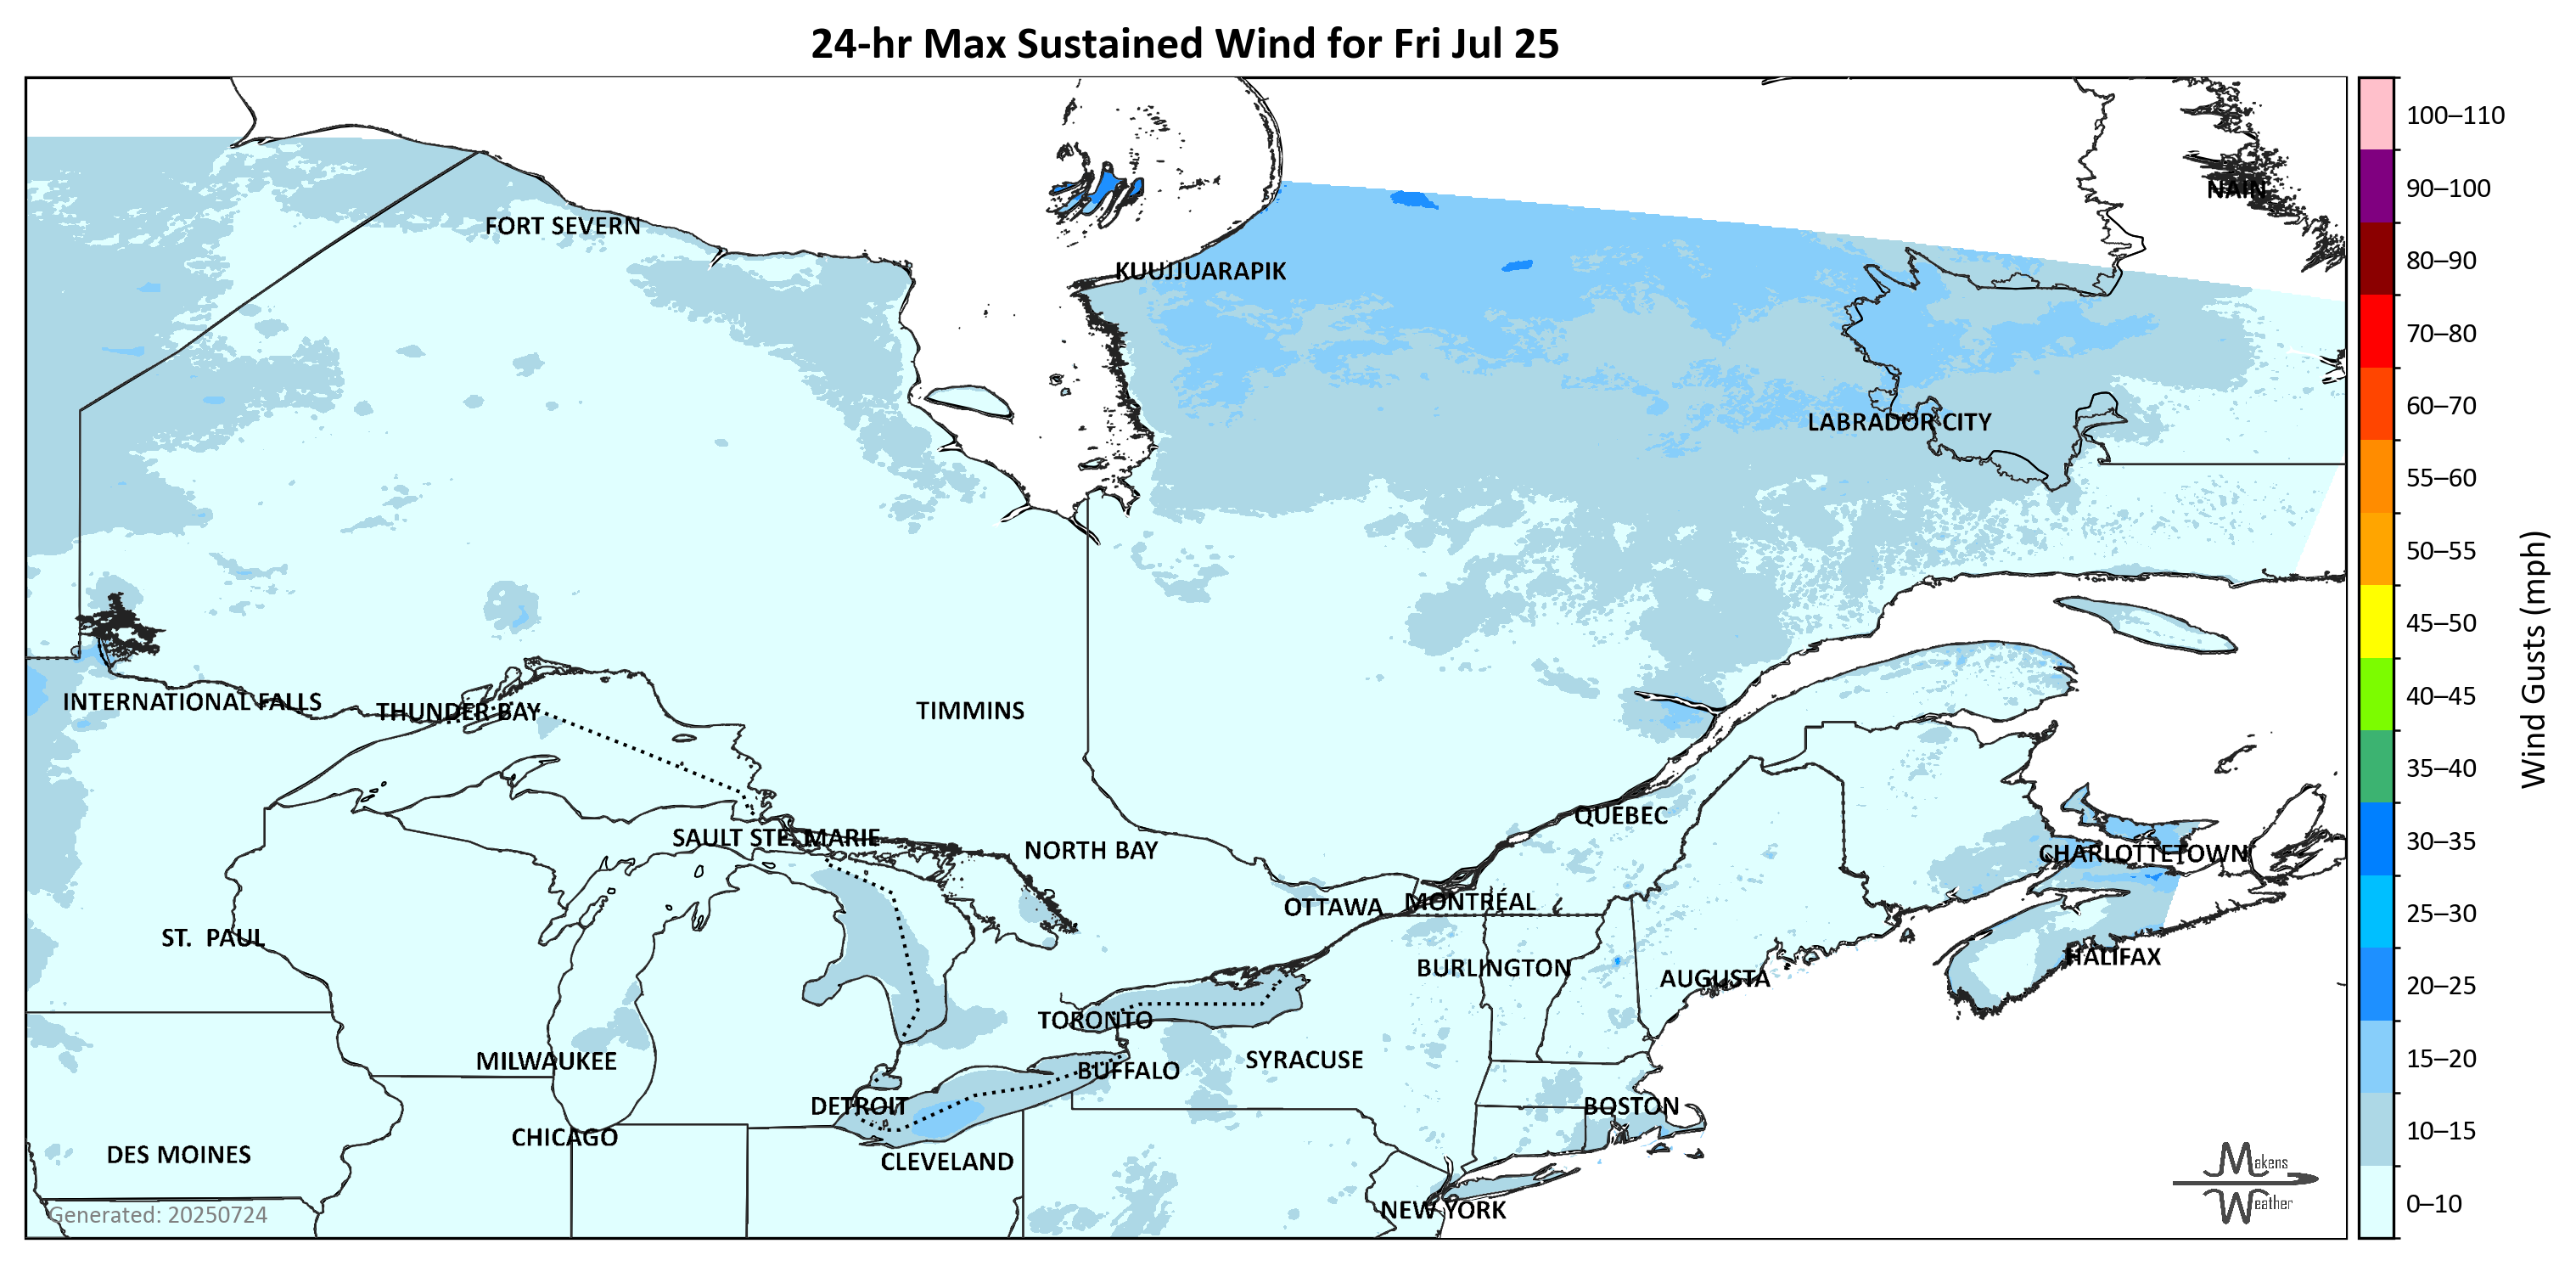 24-hr Max Sustained Wind for Fri Jul 25
100–110
90–100
80–90
70–80
60–70
55–60
50–55
45–50
40–45
35–40
30–35
25–30
20–25
15–20
10–15
0–10
Wind Gusts (mph)
NAIN
FORT SEVERN
KUUJJUARAPIK
LABRADOR CITY
INTERNATIONAL FALLS
THUNDER BAY
TIMMINS
QUÉBEC
SAULT STE. MARIE
NORTH BAY
CHARLOTTETOWN
OTTAWA
MONTRÉAL
ST. PAUL
BURLINGTON
AUGUSTA
HALIFAX
TORONTO
MILWAUKEE
BUFFALO
SYRACUSE
DETROIT
BOSTON
CHICAGO
DES MOINES
CLEVELAND
NEW YORK
Generated: 20250724
Makens
Weather